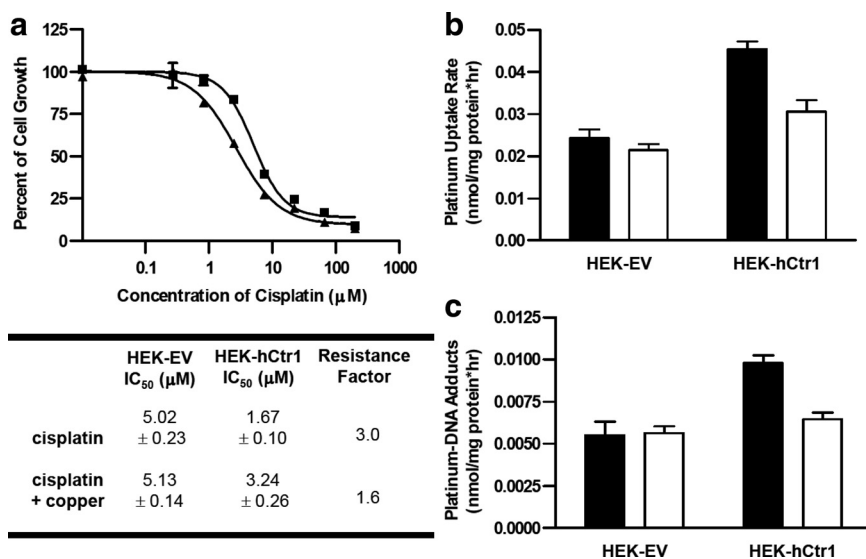 a
125
100
75
50
25
0
Percent of Cell Growth
0.1 1 10 100 1000
Concentration of Cisplatin (μM)
HEK-EV HEK-hCtr1 Resistance
IC50 (μM) IC50 (μM) Factor
5.02 1.67
cisplatin ± 0.23 ± 0.10 3.0
cisplatin 5.13 3.24
+ copper ± 0.14 ± 0.26 1.6
b
0.05
0.04
0.03
0.02
0.01
0.00
Platinum Uptake Rate
(nmol/mg protein*hr)
HEK-EV HEK-hCtr1
c
0.0125
0.0100
0.0075
0.0050
0.0025
0.0000
Platinum-DNA Adducts
(nmol/mg protein*hr)
HEK-EV HEK-hCtr1